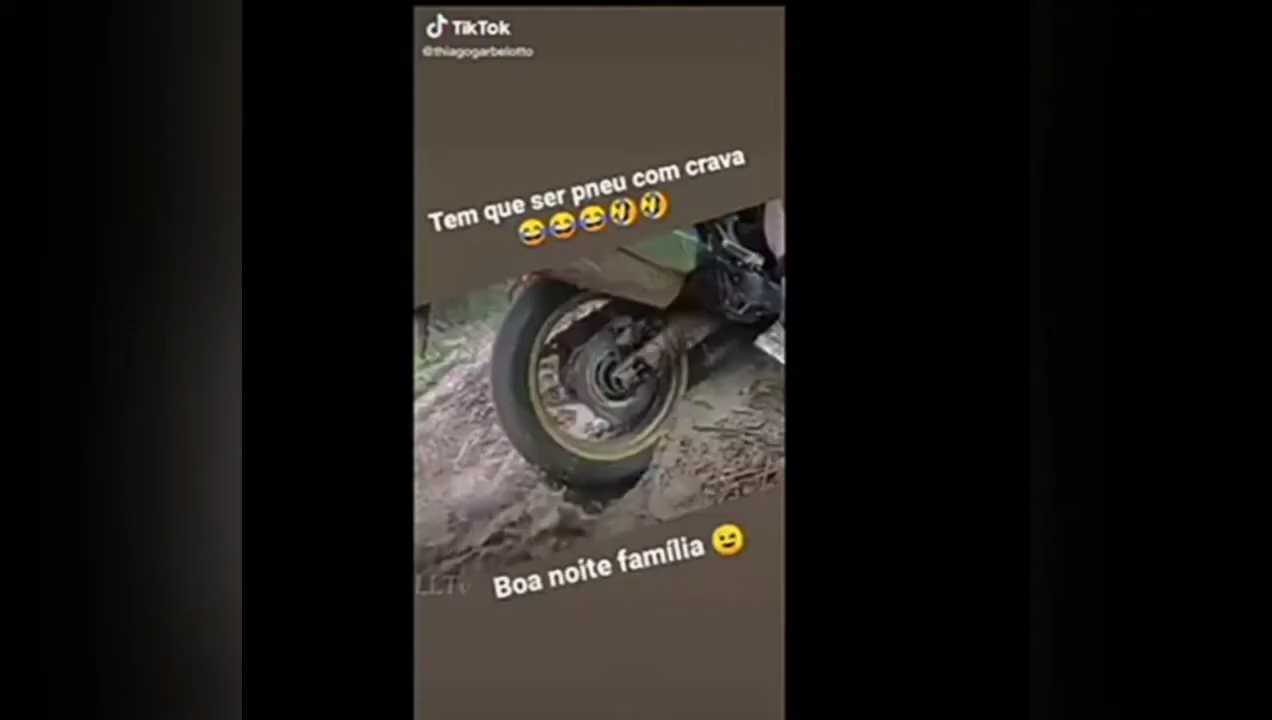 TikTok
@thiagogarbelotto
Tem que ser pneu com crava
😂😂😂🤣🤣
Boa noite família 😉